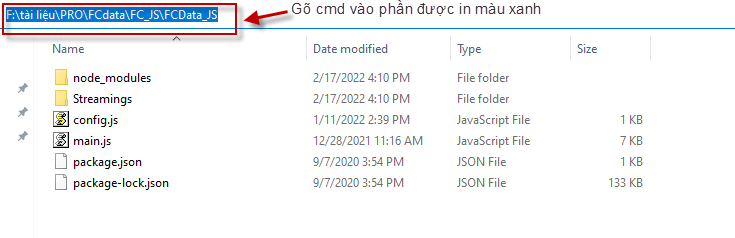 F:\tài liệu\PRO\FCdata\FC_JS\FCData_JS
Gõ cmd vào phần được in màu xanh
Name Date modified Type Size
node_modules 2/17/2022 4:10 PM File folder
Streamings 2/17/2022 4:10 PM File folder
config.js 1/11/2022 2:39 PM JavaScript File 1 KB
main.js 12/28/2021 11:16 AM JavaScript File 7 KB
package.json 9/7/2020 3:54 PM JSON File 1 KB
package-lock.json 9/7/2020 3:54 PM JSON File 133 KB